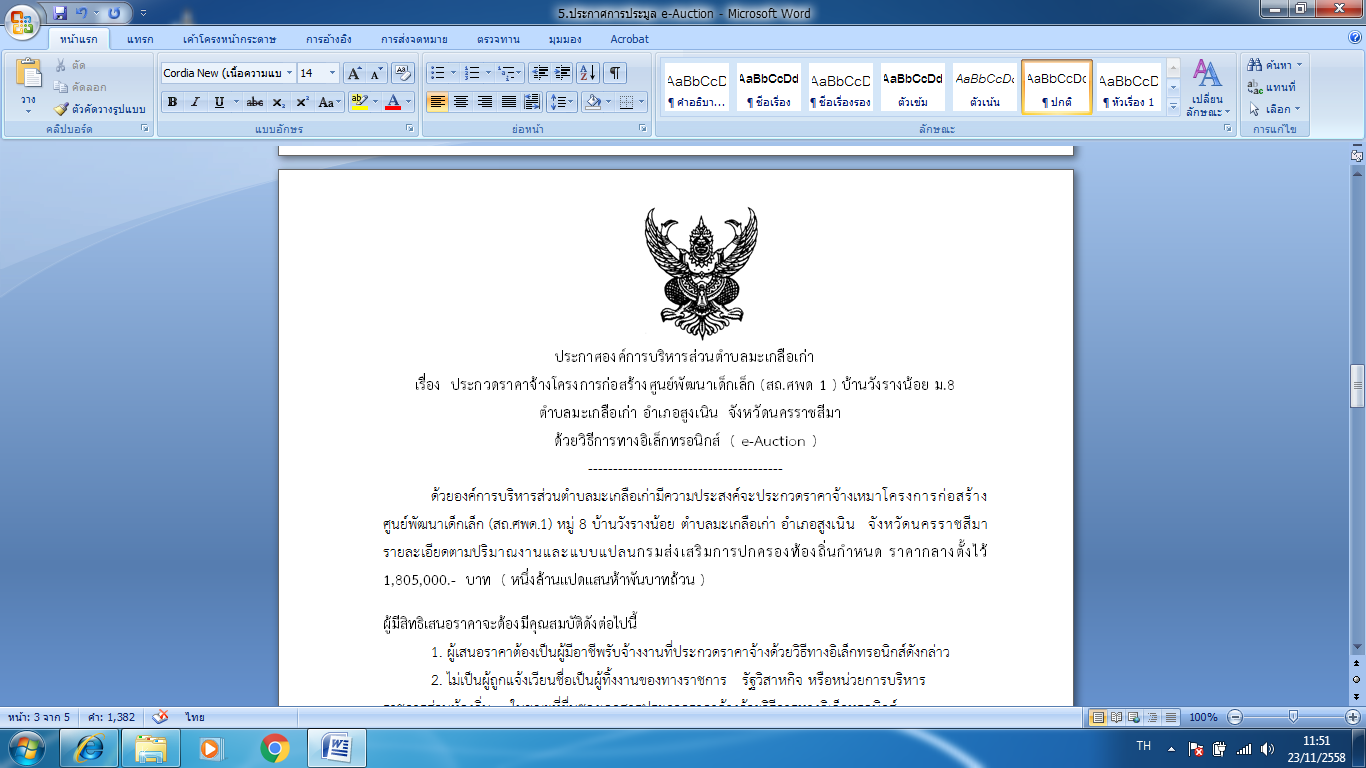 5.ประกาศการประมูล e-Auction - Microsoft Word
หน้าแรก แทรก เค้าโครงหน้ากระดาษ การอ้างอิง การส่งจดหมาย ตรวจทาน มุมมอง Acrobat
วาง
ตัด
คัดลอก
ตัวคัดวางรูปแบบ
คลิปบอร์ด
Cordia New (เนื้อความแบ 14
B I U abc X₂ X² Aa
แบบอักษร
ย่อหน้า
AaBbCcD AaBbCcDd AaBbCcD AaBbCcDd AaBbCcDc AaBbCcDc AaBbCcD
¶ คำอธิบา... ¶ ชื่อเรื่อง ¶ ชื่อเรื่องรอง ตัวเข้ม ตัวเน้น ¶ ปกติ ¶ หัวเรื่อง 1
เปลี่ยน
ลักษณะ
ลักษณะ
ค้นหา
แทนที่
เลือก
การแก้ไข
ประกาศองค์การบริหารส่วนตำบลมะเกลือเก่า
เรื่อง ประกวดราคาจ้างโครงการก่อสร้างศูนย์พัฒนาเด็กเล็ก (สถ.ศพด 1 ) บ้านวังรางน้อย ม.8
ตำบลมะเกลือเก่า อำเภอสูงเนิน จังหวัดนครราชสีมา
ด้วยวิธีการทางอิเล็กทรอนิกส์ ( e-Auction )
----------------------------------------
ด้วยองค์การบริหารส่วนตำบลมะเกลือเก่ามีความประสงค์จะประกวดราคาจ้างเหมาโครงการก่อสร้าง
ศูนย์พัฒนาเด็กเล็ก (สถ.ศพด.1) หมู่ 8 บ้านวังรางน้อย ตำบลมะเกลือเก่า อำเภอสูงเนิน จังหวัดนครราชสีมา
รายละเอียดตามปริมาณงานและแบบแปลนกรมส่งเสริมการปกครองท้องถิ่นกำหนด ราคากลางตั้งไว้
1,805,000.- บาท ( หนึ่งล้านแปดแสนห้าพันบาทถ้วน )
ผู้มีสิทธิเสนอราคาจะต้องมีคุณสมบัติดังต่อไปนี้
1. ผู้เสนอราคาต้องเป็นผู้มีอาชีพรับจ้างงานที่ประกวดราคาจ้างด้วยวิธีทางอิเล็กทรอนิกส์ดังกล่าว
2. ไม่เป็นผู้ถูกแจ้งเวียนชื่อเป็นผู้ทิ้งงานของทางราชการ รัฐวิสาหกิจ หรือหน่วยการบริหาร
หน้า: 3 จาก 5 คำ: 1,382 ไทย 100%
TH 11:51
23/11/2558